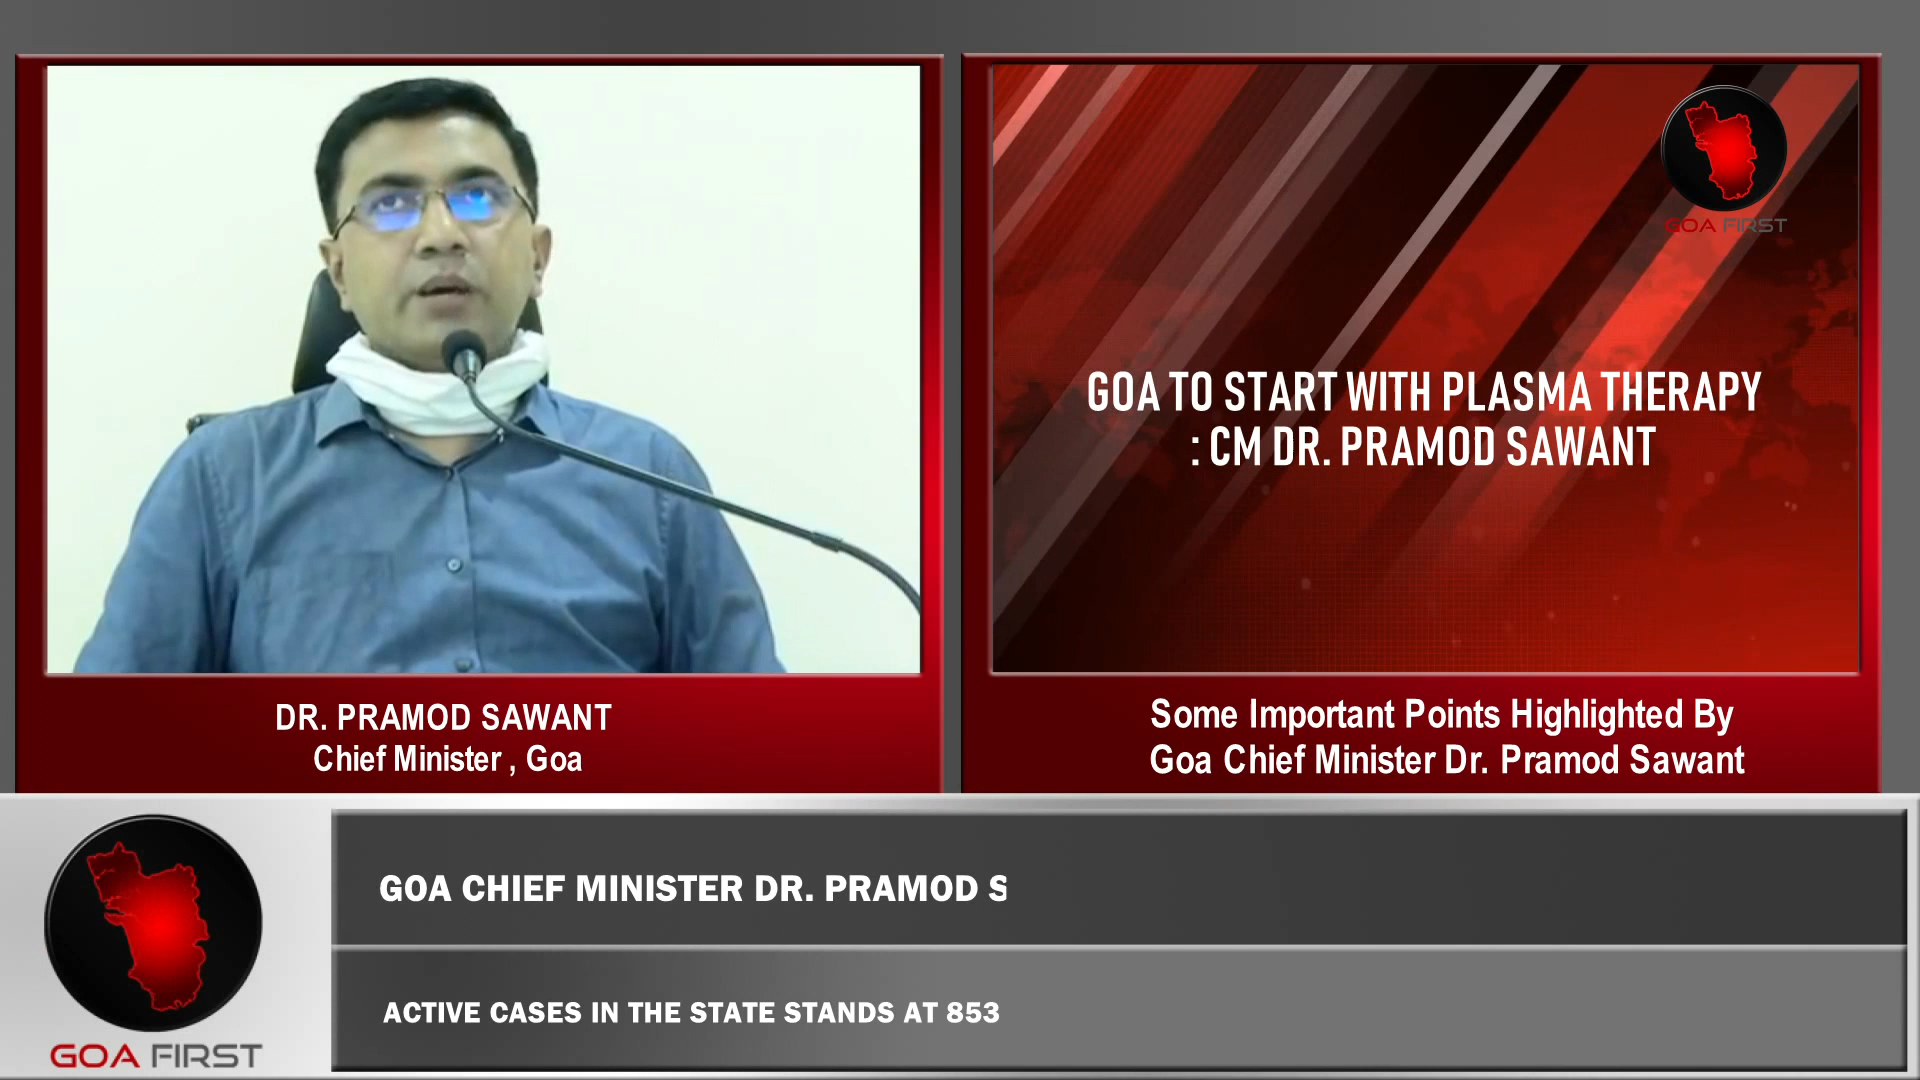 GOA FIRST
GOA TO START WITH PLASMA THERAPY
: CM DR. PRAMOD SAWANT
DR. PRAMOD SAWANT
Chief Minister , Goa
Some Important Points Highlighted By
Goa Chief Minister Dr. Pramod Sawant
GOA CHIEF MINISTER DR. PRAMOD S
ACTIVE CASES IN THE STATE STANDS AT 853
GOA FIRST